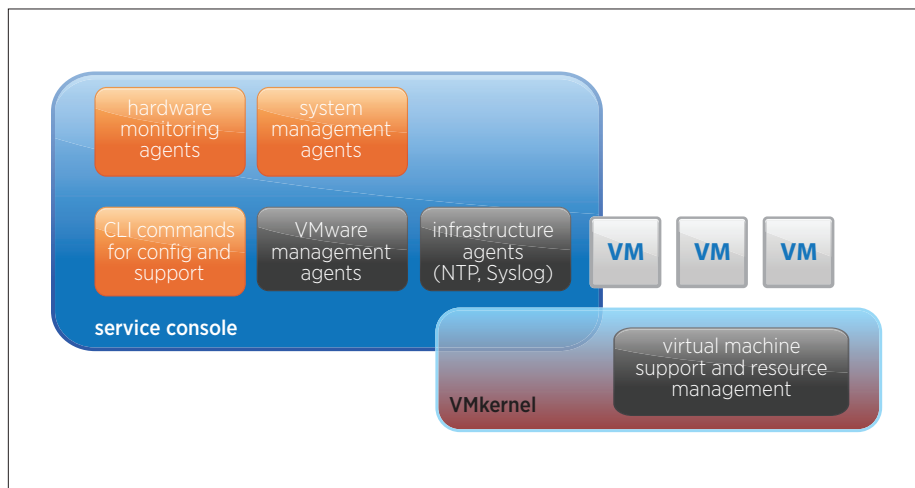 hardware
monitoring
agents
system
management
agents
CLI commands
for config and
support
VMware
management
agents
infrastructure
agents
(NTP, Syslog)
VM
VM
VM
service console
virtual machine
support and resource
management
VMkernel